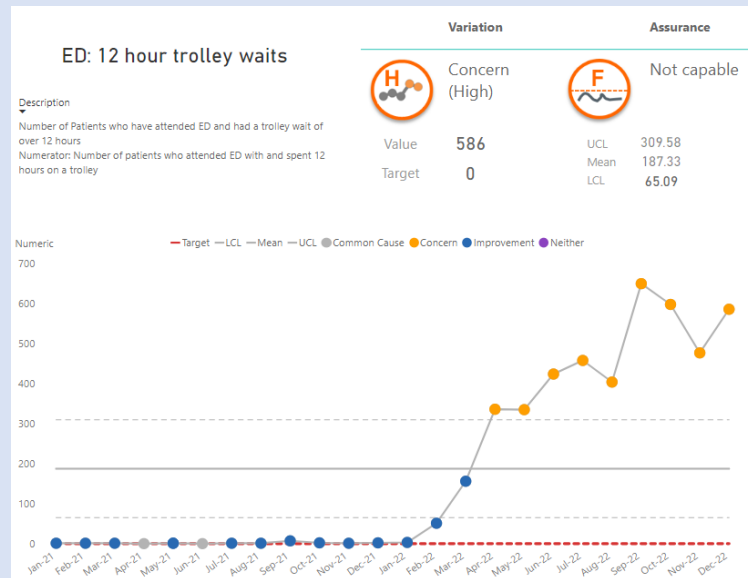 Variation
Assurance
ED: 12 hour trolley waits
H
Concern
(High)
F
Not capable
Description
Number of Patients who have attended ED and had a trolley wait of
over 12 hours
Numerator: Number of patients who attended ED with and spent 12
hours on a trolley
Value 586
Target 0
UCL 309.58
Mean 187.33
LCL 65.09
Numeric
Target LCL Mean UCL Common Cause Concern Improvement Neither
700
600
500
400
300
200
100
0
Jan-21 Feb-21 Mar-21 Apr-21 May-21 Jun-21 Jul-21 Aug-21 Sep-21 Oct-21 Nov-21 Dec-21 Jan-22 Feb-22 Mar-22 Apr-22 May-22 Jun-22 Jul-22 Aug-22 Sep-22 Oct-22 Nov-22 Dec-22